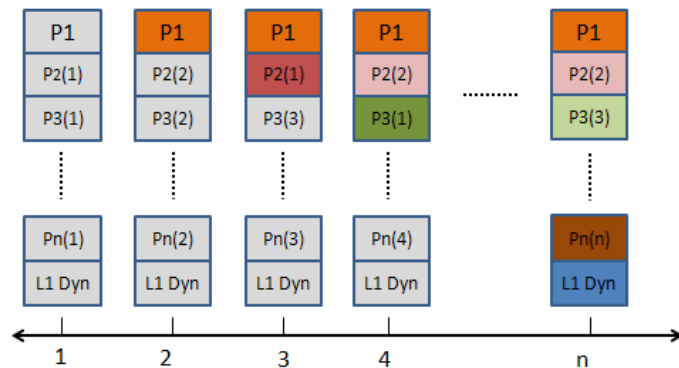 P1 P1 P1 P1 P1
P2(1) P2(2) P2(1) P2(2) P2(2)
P3(1) P3(2) P3(3) P3(1) P3(3)
Pn(1) Pn(2) Pn(3) Pn(4) Pn(n)
L1 Dyn L1 Dyn L1 Dyn L1 Dyn L1 Dyn
1 2 3 4 n